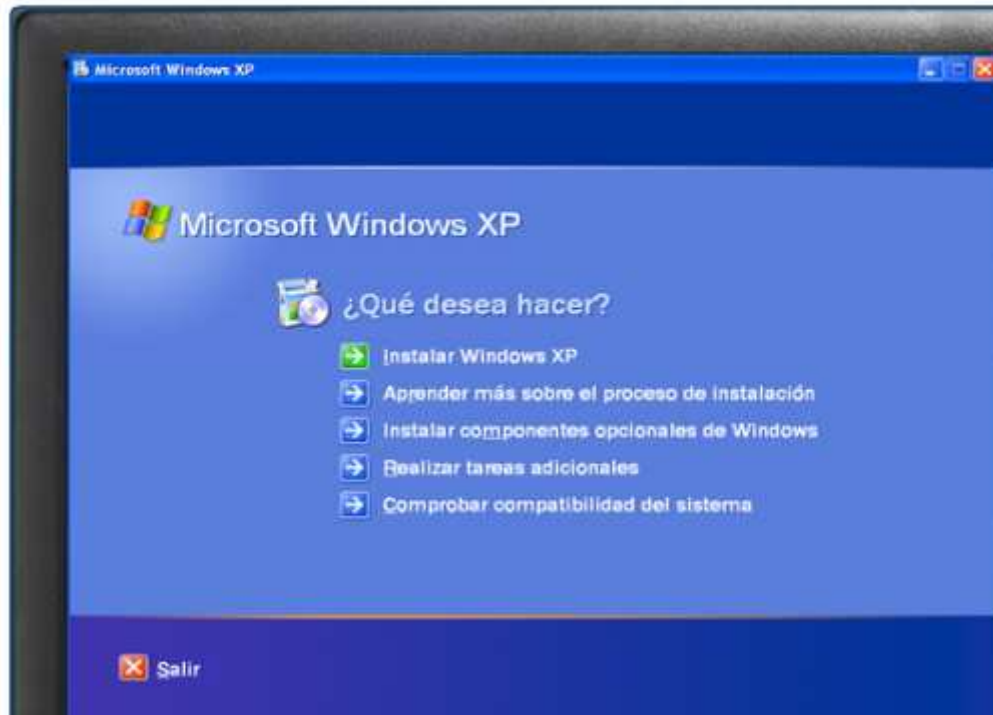 Microsoft Windows XP
Microsoft Windows XP
¿Qué desea hacer?
Instalar Windows XP
Aprender más sobre el proceso de instalación
Instalar componentes opcionales de Windows
Realizar tareas adicionales
Comprobar compatibilidad del sistema
Salir